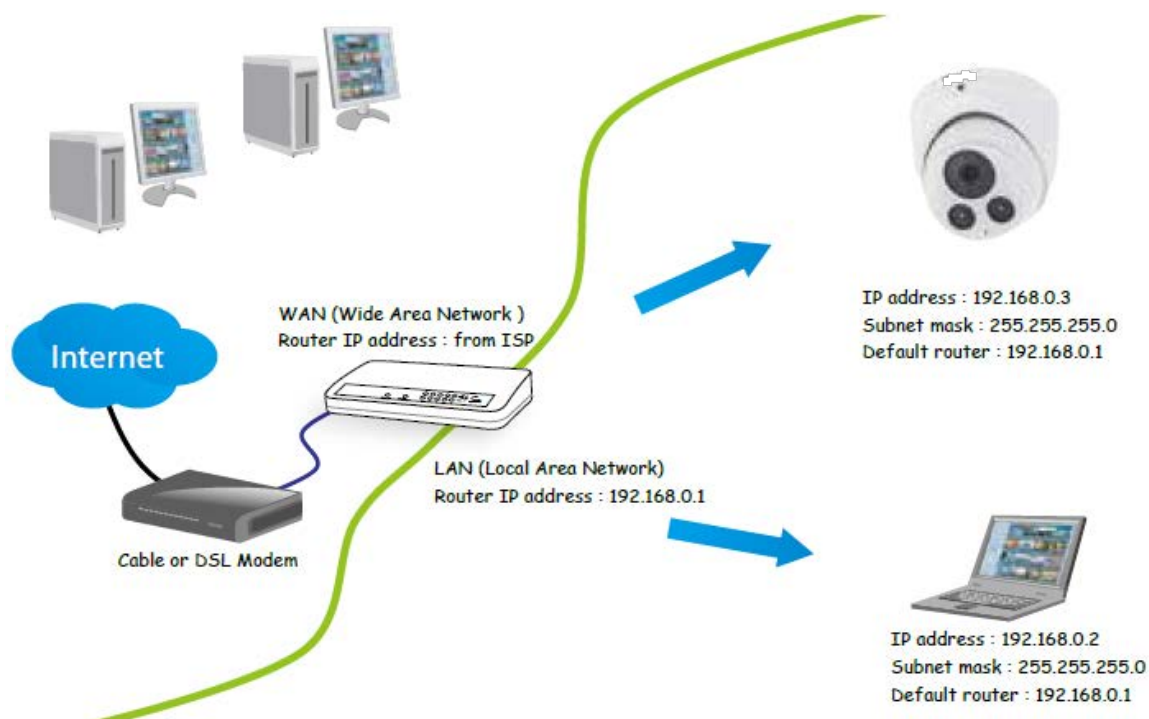 WAN (Wide Area Network )
Router IP address : from ISP
Internet
Cable or DSL Modem
LAN (Local Area Network)
Router IP address : 192.168.0.1
IP address : 192.168.0.3
Subnet mask : 255.255.255.0
Default router : 192.168.0.1
IP address : 192.168.0.2
Subnet mask : 255.255.255.0
Default router : 192.168.0.1